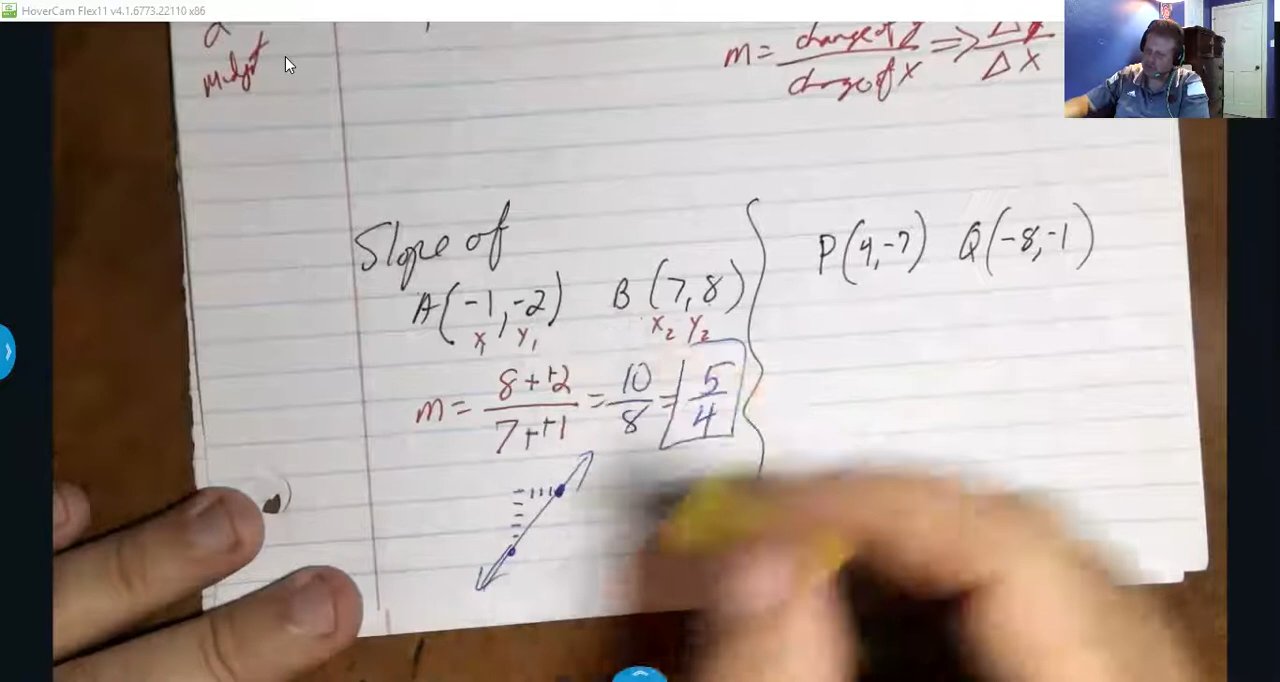 HoverCam Flex11 v4.1.6773.22110 x86
m = change of y / change of x => Δy / Δx
Slope of
A(-1,-2) B(7,8)
x₁ y₁ x₂ y₂
m = 8++2 / 7++1 = 10/8 = 5/4
P(4,-7) Q(-8,-1)